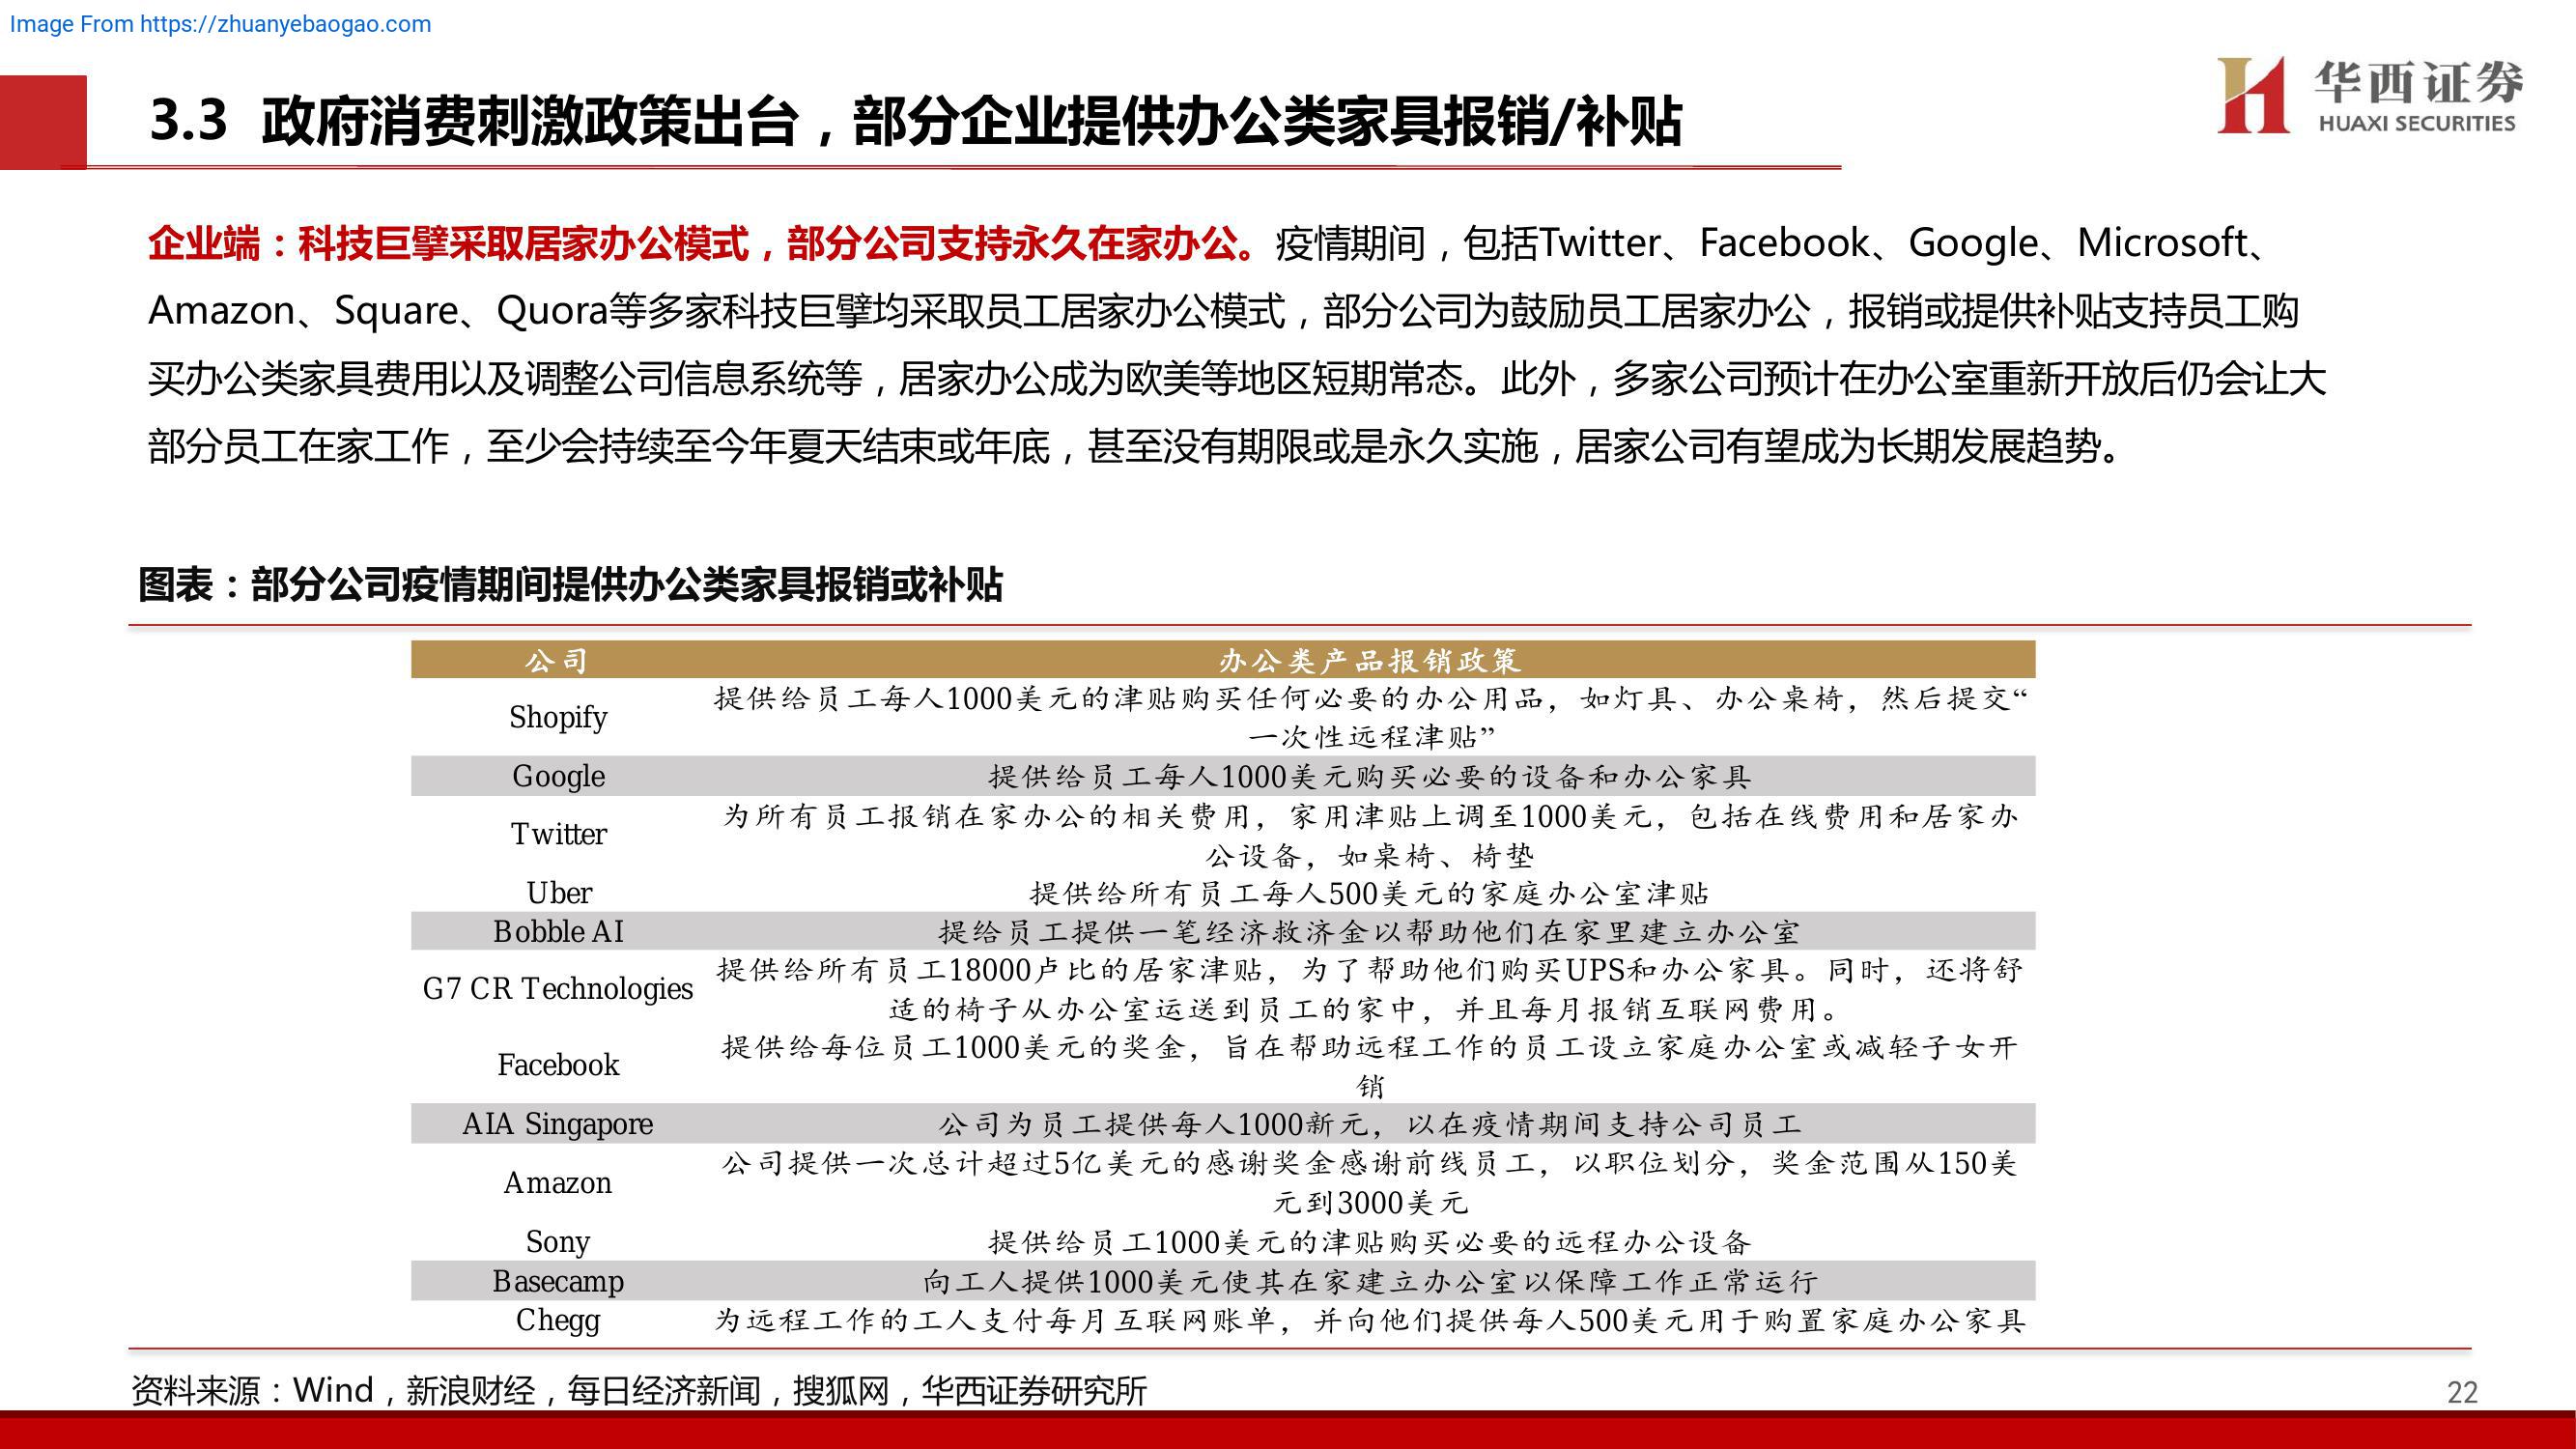 Image From https://zhuanyebaogao.com
华西证券
HUAXI SECURITIES
3.3 政府消费刺激政策出台，部分企业提供办公类家具报销/补贴
企业端：科技巨擘采取居家办公模式，部分公司支持永久在家办公。疫情期间，包括Twitter、Facebook、Google、Microsoft、
Amazon、Square、Quora等多家科技巨擘均采取员工居家办公模式，部分公司为鼓励员工居家办公，报销或提供补贴支持员工购
买办公类家具费用以及调整公司信息系统等，居家办公成为欧美等地区短期常态。此外，多家公司预计在办公室重新开放后仍会让大
部分员工在家工作，至少会持续至今年夏天结束或年底，甚至没有期限或是永久实施，居家公司有望成为长期发展趋势。
图表：部分公司疫情期间提供办公类家具报销或补贴
公司 办公类产品报销政策
Shopify 提供给员工每人1000美元的津贴购买任何必要的办公用品，如灯具、办公桌椅，然后提交“
一次性远程津贴”
Google 提供给员工每人1000美元购买必要的设备和办公家具
Twitter 为所有员工报销在家办公的相关费用，家用津贴上调至1000美元，包括在线费用和居家办
公设备，如桌椅、椅垫
Uber 提供给所有员工每人500美元的家庭办公室津贴
Bobble AI 提给员工提供一笔经济救济金以帮助他们在家里建立办公室
G7 CR Technologies 提供给所有员工18000卢比的居家津贴，为了帮助他们购买UPS和办公家具。同时，还将舒
适的椅子从办公室运送到员工的家中，并且每月报销互联网费用。
Facebook 提供给每位员工1000美元的奖金，旨在帮助远程工作的员工设立家庭办公室或减轻子女开
销
AIA Singapore 公司为员工提供每人1000新元，以在疫情期间支持公司员工
Amazon 公司提供一次总计超过5亿美元的感谢奖金感谢前线员工，以职位划分，奖金范围从150美
元到3000美元
Sony 提供给员工1000美元的津贴购买必要的远程办公设备
Basecamp 向工人提供1000美元使其在家建立办公室以保障工作正常运行
Chegg 为远程工作的工人支付每月互联网账单，并向他们提供每人500美元用于购置家庭办公家具
资料来源：Wind，新浪财经，每日经济新闻，搜狐网，华西证券研究所
22